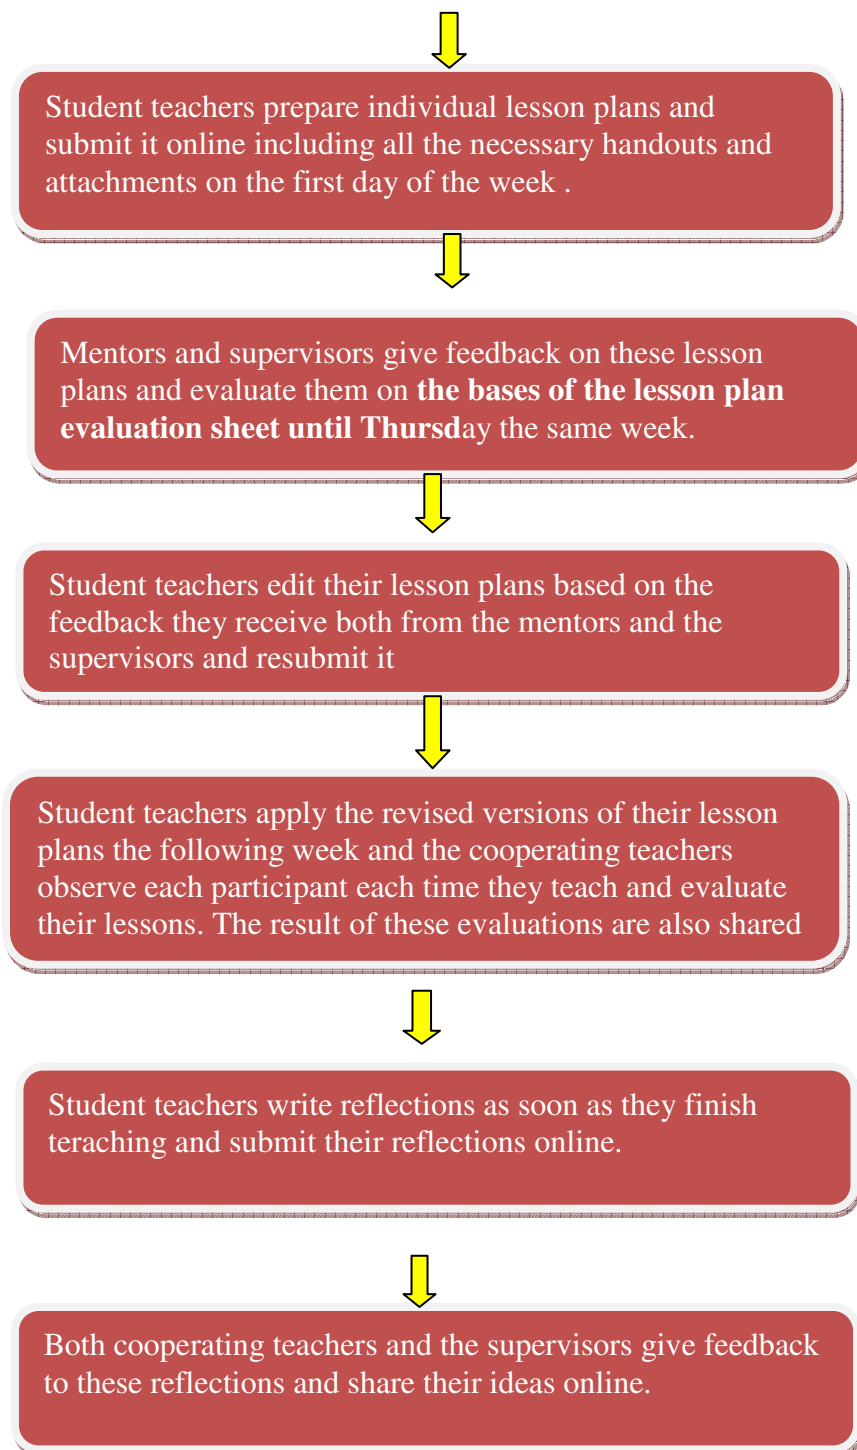 Student teachers prepare individual lesson plans and
submit it online including all the necessary handouts and
attachments on the first day of the week .
Mentors and supervisors give feedback on these lesson
plans and evaluate them on the bases of the lesson plan
evaluation sheet until Thursday the same week.
Student teachers edit their lesson plans based on the
feedback they receive both from the mentors and the
supervisors and resubmit it
Student teachers apply the revised versions of their lesson
plans the following week and the cooperating teachers
observe each participant each time they teach and evaluate
their lessons. The result of these evaluations are also shared
Student teachers write reflections as soon as they finish
teraching and submit their reflections online.
Both cooperating teachers and the supervisors give feedback
to these reflections and share their ideas online.